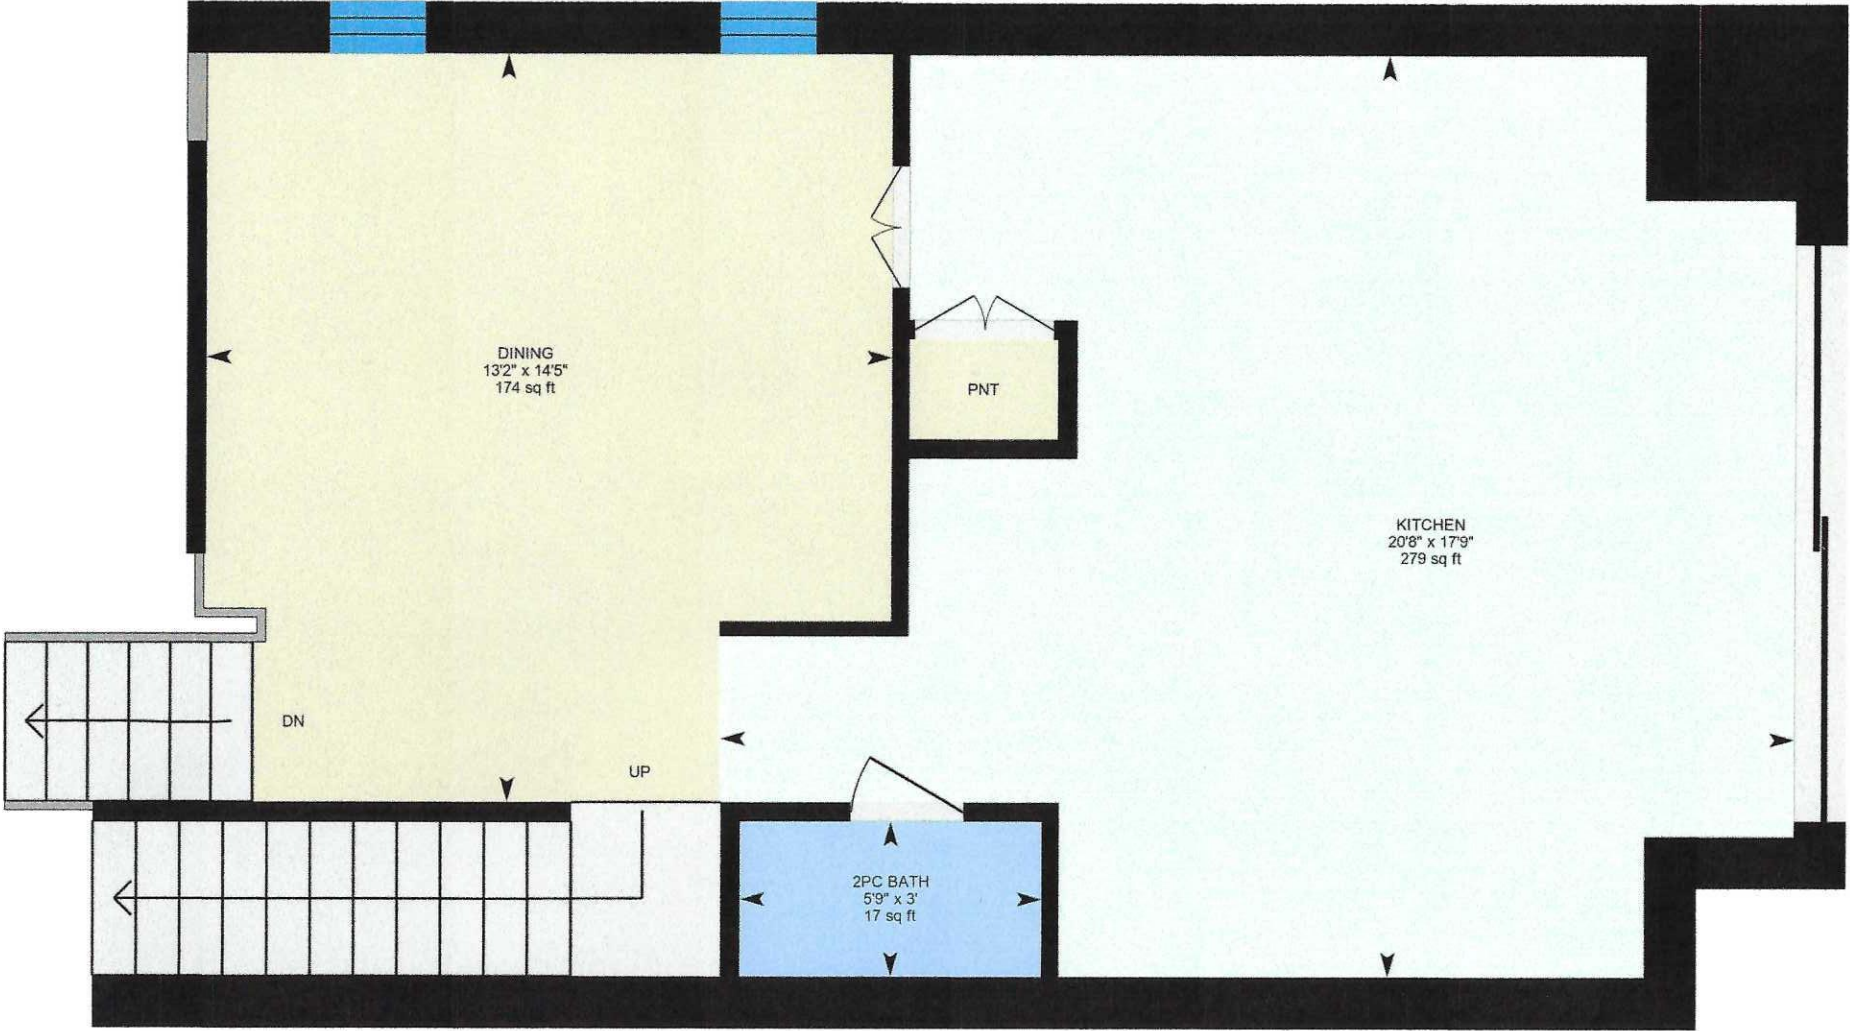 DINING
13'2" x 14'5"
174 sq ft
PNT
KITCHEN
20'8" x 17'9"
279 sq ft
DN
UP
2PC BATH
5'9" x 3'
17 sq ft